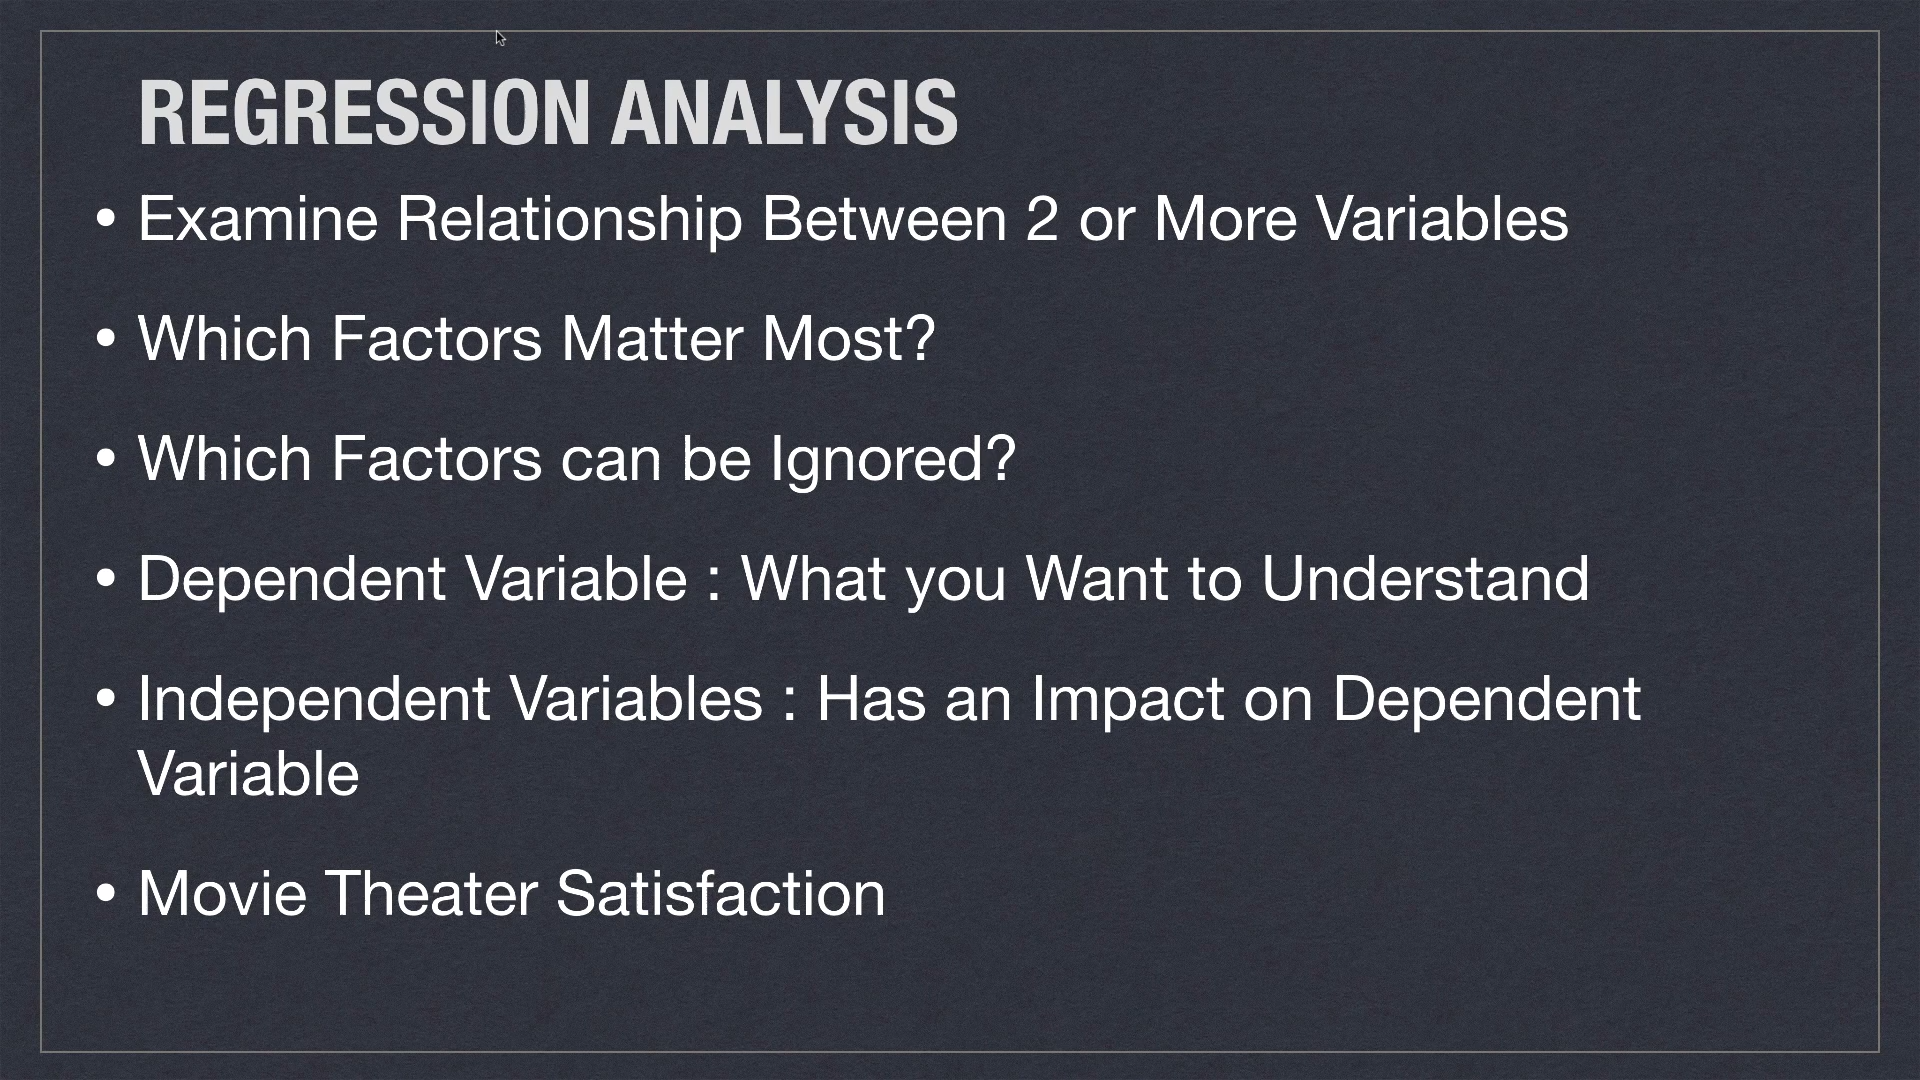 REGRESSION ANALYSIS
• Examine Relationship Between 2 or More Variables
• Which Factors Matter Most?
• Which Factors can be Ignored?
• Dependent Variable : What you Want to Understand
• Independent Variables : Has an Impact on Dependent
Variable
• Movie Theater Satisfaction